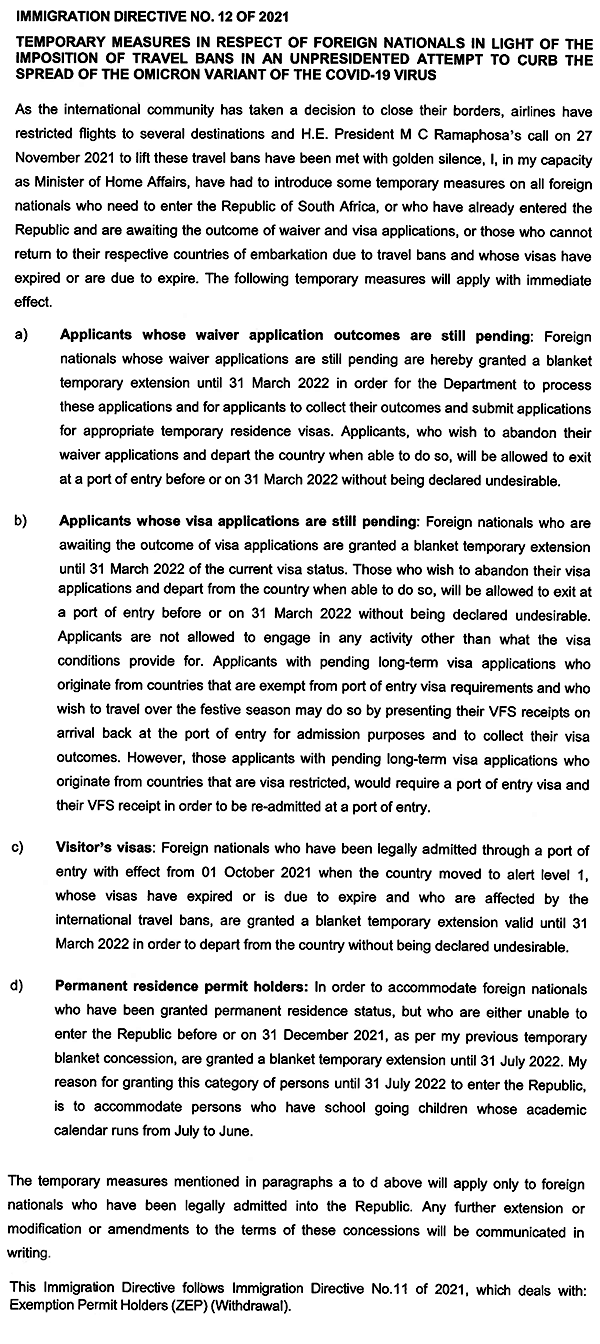 IMMIGRATION DIRECTIVE NO. 12 OF 2021
TEMPORARY MEASURES IN RESPECT OF FOREIGN NATIONALS IN LIGHT OF THE
IMPOSITION OF TRAVEL BANS IN AN UNPRESIDENTED ATTEMPT TO CURB THE
SPREAD OF THE OMICRON VARIANT OF THE COVID-19 VIRUS
As the international community has taken a decision to close their borders, airlines have
restricted flights to several destinations and H.E. President M C Ramaphosa's call on 27
November 2021 to lift these travel bans have been met with golden silence, I, in my capacity
as Minister of Home Affairs, have had to introduce some temporary measures on all foreign
nationals who need to enter the Republic of South Africa, or who have already entered the
Republic and are awaiting the outcome of waiver and visa applications, or those who cannot
return to their respective countries of embarkation due to travel bans and whose visas have
expired or are due to expire. The following temporary measures will apply with immediate
effect.
a) Applicants whose waiver application outcomes are still pending: Foreign
nationals whose waiver applications are still pending are hereby granted a blanket
temporary extension until 31 March 2022 in order for the Department to process
these applications and for applicants to collect their outcomes and submit applications
for appropriate temporary residence visas. Applicants, who wish to abandon their
waiver applications and depart the country when able to do so, will be allowed to exit
at a port of entry before or on 31 March 2022 without being declared undesirable.
b) Applicants whose visa applications are still pending: Foreign nationals who are
awaiting the outcome of visa applications are granted a blanket temporary extension
until 31 March 2022 of the current visa status. Those who wish to abandon their visa
applications and depart from the country when able to do so, will be allowed to exit at
a port of entry before or on 31 March 2022 without being declared undesirable.
Applicants are not allowed to engage in any activity other than what the visa
conditions provide for. Applicants with pending long-term visa applications who
originate from countries that are exempt from port of entry visa requirements and who
wish to travel over the festive season may do so by presenting their VFS receipts on
arrival back at the port of entry for admission purposes and to collect their visa
outcomes. However, those applicants with pending long-term visa applications who
originate from countries that are visa restricted, would require a port of entry visa and
their VFS receipt in order to be re-admitted at a port of entry.
c) Visitor's visas: Foreign nationals who have been legally admitted through a port of
entry with effect from 01 October 2021 when the country moved to alert level 1,
whose visas have expired or is due to expire and who are affected by the
international travel bans, are granted a blanket temporary extension valid until 31
March 2022 in order to depart from the country without being declared undesirable.
d) Permanent residence permit holders: In order to accommodate foreign nationals
who have been granted permanent residence status, but who are either unable to
enter the Republic before or on 31 December 2021, as per my previous temporary
blanket concession, are granted a blanket temporary extension until 31 July 2022. My
reason for granting this category of persons until 31 July 2022 to enter the Republic,
is to accommodate persons who have school going children whose academic
calendar runs from July to June.
The temporary measures mentioned in paragraphs a to d above will apply only to foreign
nationals who have been legally admitted into the Republic. Any further extension or
modification or amendments to the terms of these concessions will be communicated in
writing.
This Immigration Directive follows Immigration Directive No.11 of 2021, which deals with:
Exemption Permit Holders (ZEP) (Withdrawal).